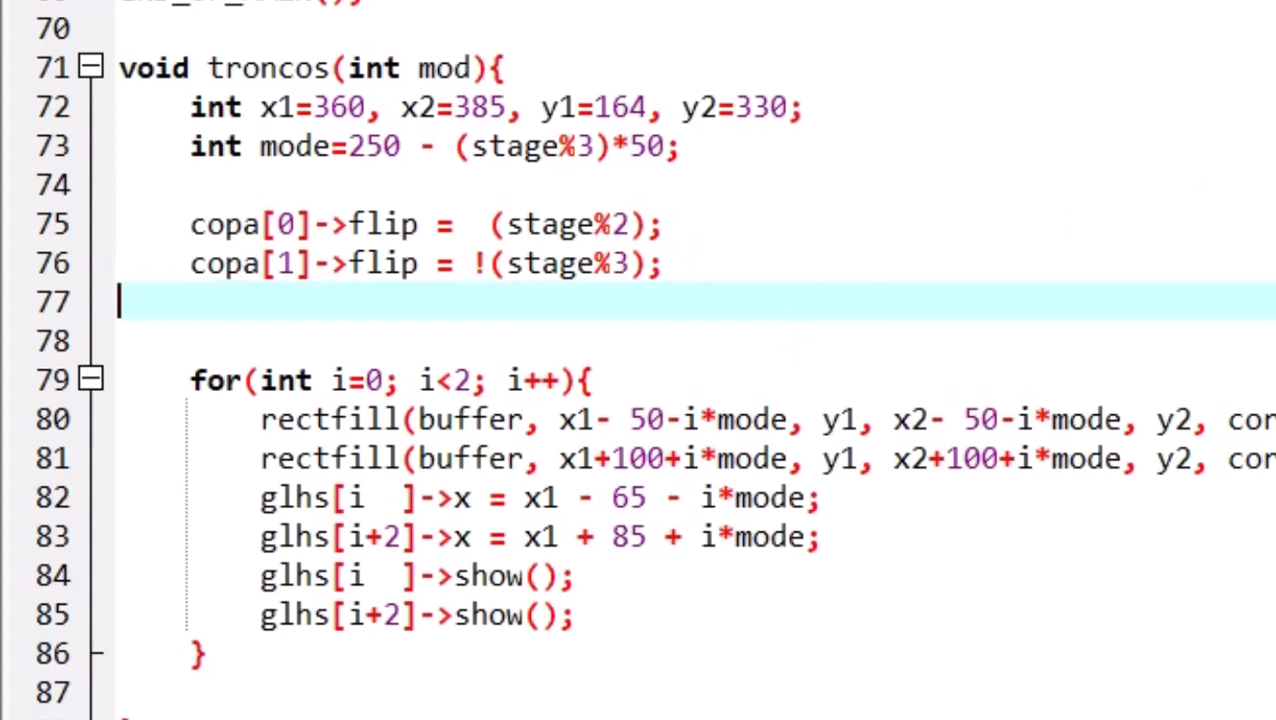 70
71 void troncos(int mod){
72 int x1=360, x2=385, y1=164, y2=330;
73 int mode=250 - (stage%3)*50;
74
75 copa[0]->flip =  (stage%2);
76 copa[1]->flip = !(stage%3);
77
78
79 for(int i=0; i<2; i++){
80 rectfill(buffer, x1- 50-i*mode, y1, x2- 50-i*mode, y2, cor
81 rectfill(buffer, x1+100+i*mode, y1, x2+100+i*mode, y2, cor
82 glhs[i  ]->x = x1 - 65 - i*mode;
83 glhs[i+2]->x = x1 + 85 + i*mode;
84 glhs[i  ]->show();
85 glhs[i+2]->show();
86 }
87